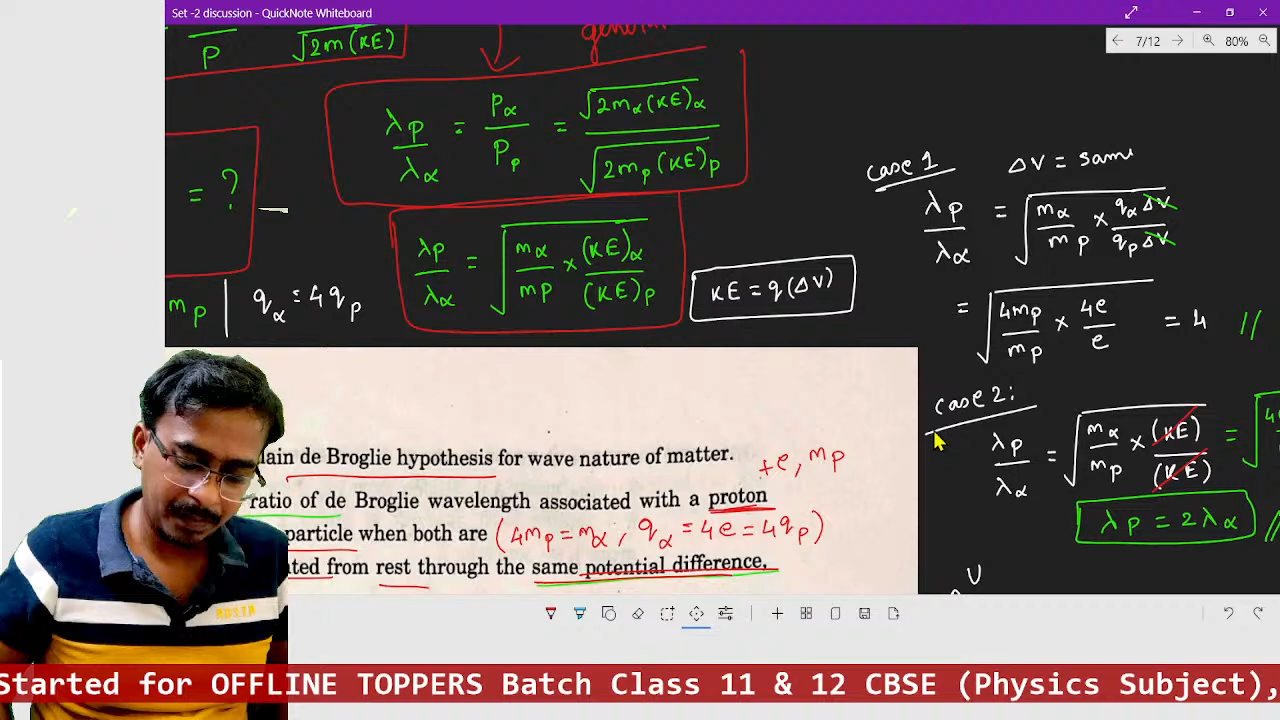 Set -2 discussion - QuickNote Whiteboard
7/12 80%
P √2m(KE)
λp/λα = Pα/Pp = √2mα(KE)α / √2mp(KE)p
= ?
λp/λα = √(mα/mp × (KE)α/(KE)p)
mp | qα = 4qp
KE = q(ΔV)
case 1 ΔV = same
λp/λα = √(mα/mp × qαΔV/qpΔV)
= √(4mp/mp × 4e/e) = 4 //
case 2:
λp/λα = √(mα/mp × (KE)/(KE)) = √
λp = 2λα //
V
lain de Broglie hypothesis for wave nature of matter.
+e, mp
ratio of de Broglie wavelength associated with a proton
particle when both are (4mp = mα, qα = 4e = 4qp)
ated from rest through the same potential difference.
MOSTR
Started for OFFLINE TOPPERS Batch Class 11 & 12 CBSE (Physics Subject),